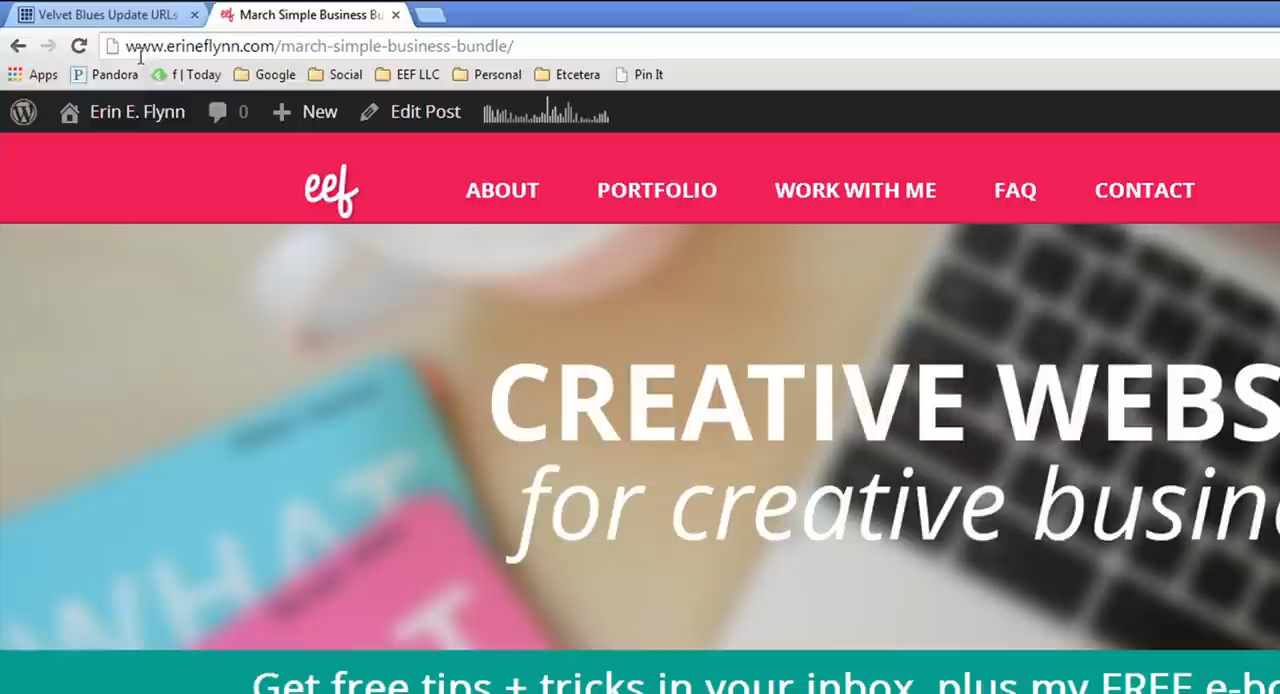 Velvet Blues Update URLs × March Simple Business Bu ×
www.erineflynn.com/march-simple-business-bundle/
Apps P Pandora f | Today Google Social EEF LLC Personal Etcetera Pin It
Erin E. Flynn 0 New Edit Post
eef ABOUT PORTFOLIO WORK WITH ME FAQ CONTACT
CREATIVE WEBS
for creative busin
WHAT
Get free tips + tricks in your inbox, plus my FREE e-bo